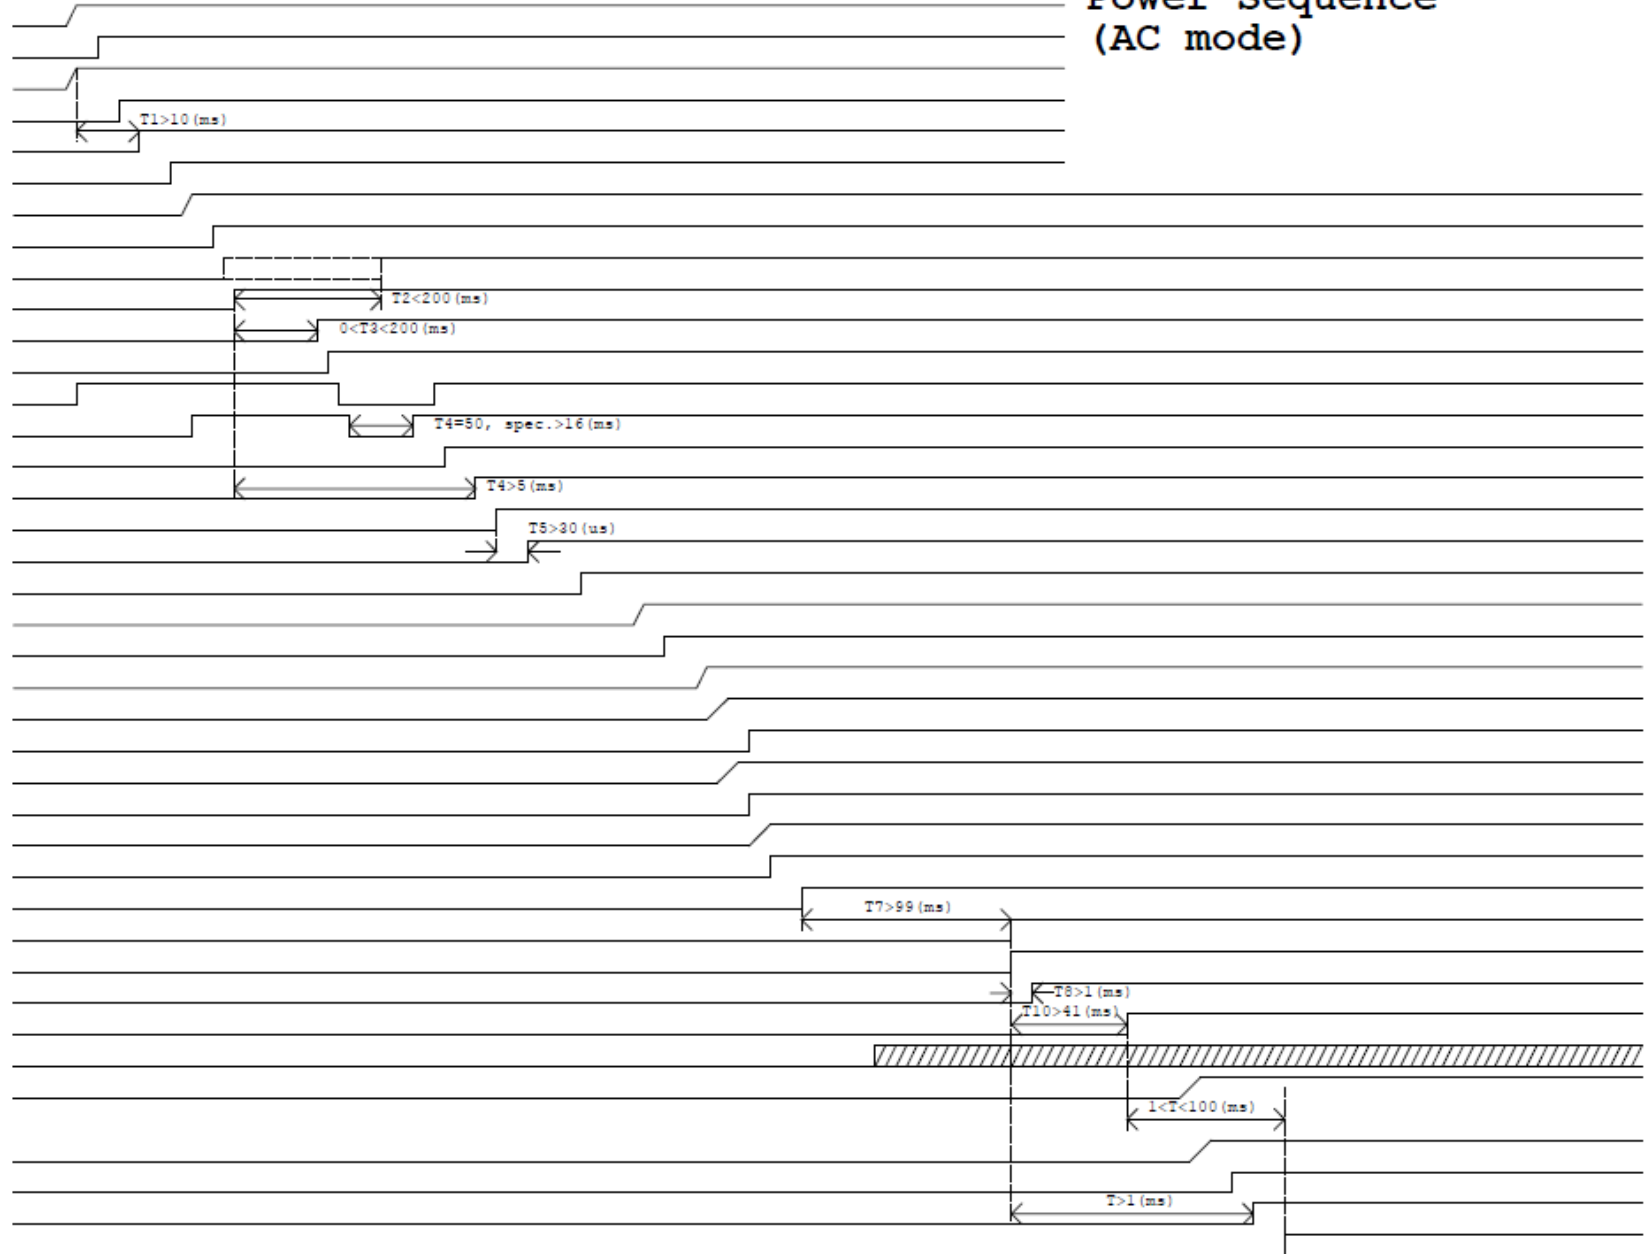 Power Sequence
(AC mode)
T1>10(ms)
T2<200(ms)
0<T3<200(ms)
T4=50, spec.>16(ms)
T4>5(ms)
T5>30(us)
T7>99(ms)
T8>1(ms)
T10>41(ms)
1<T<100(ms)
T>1(ms)